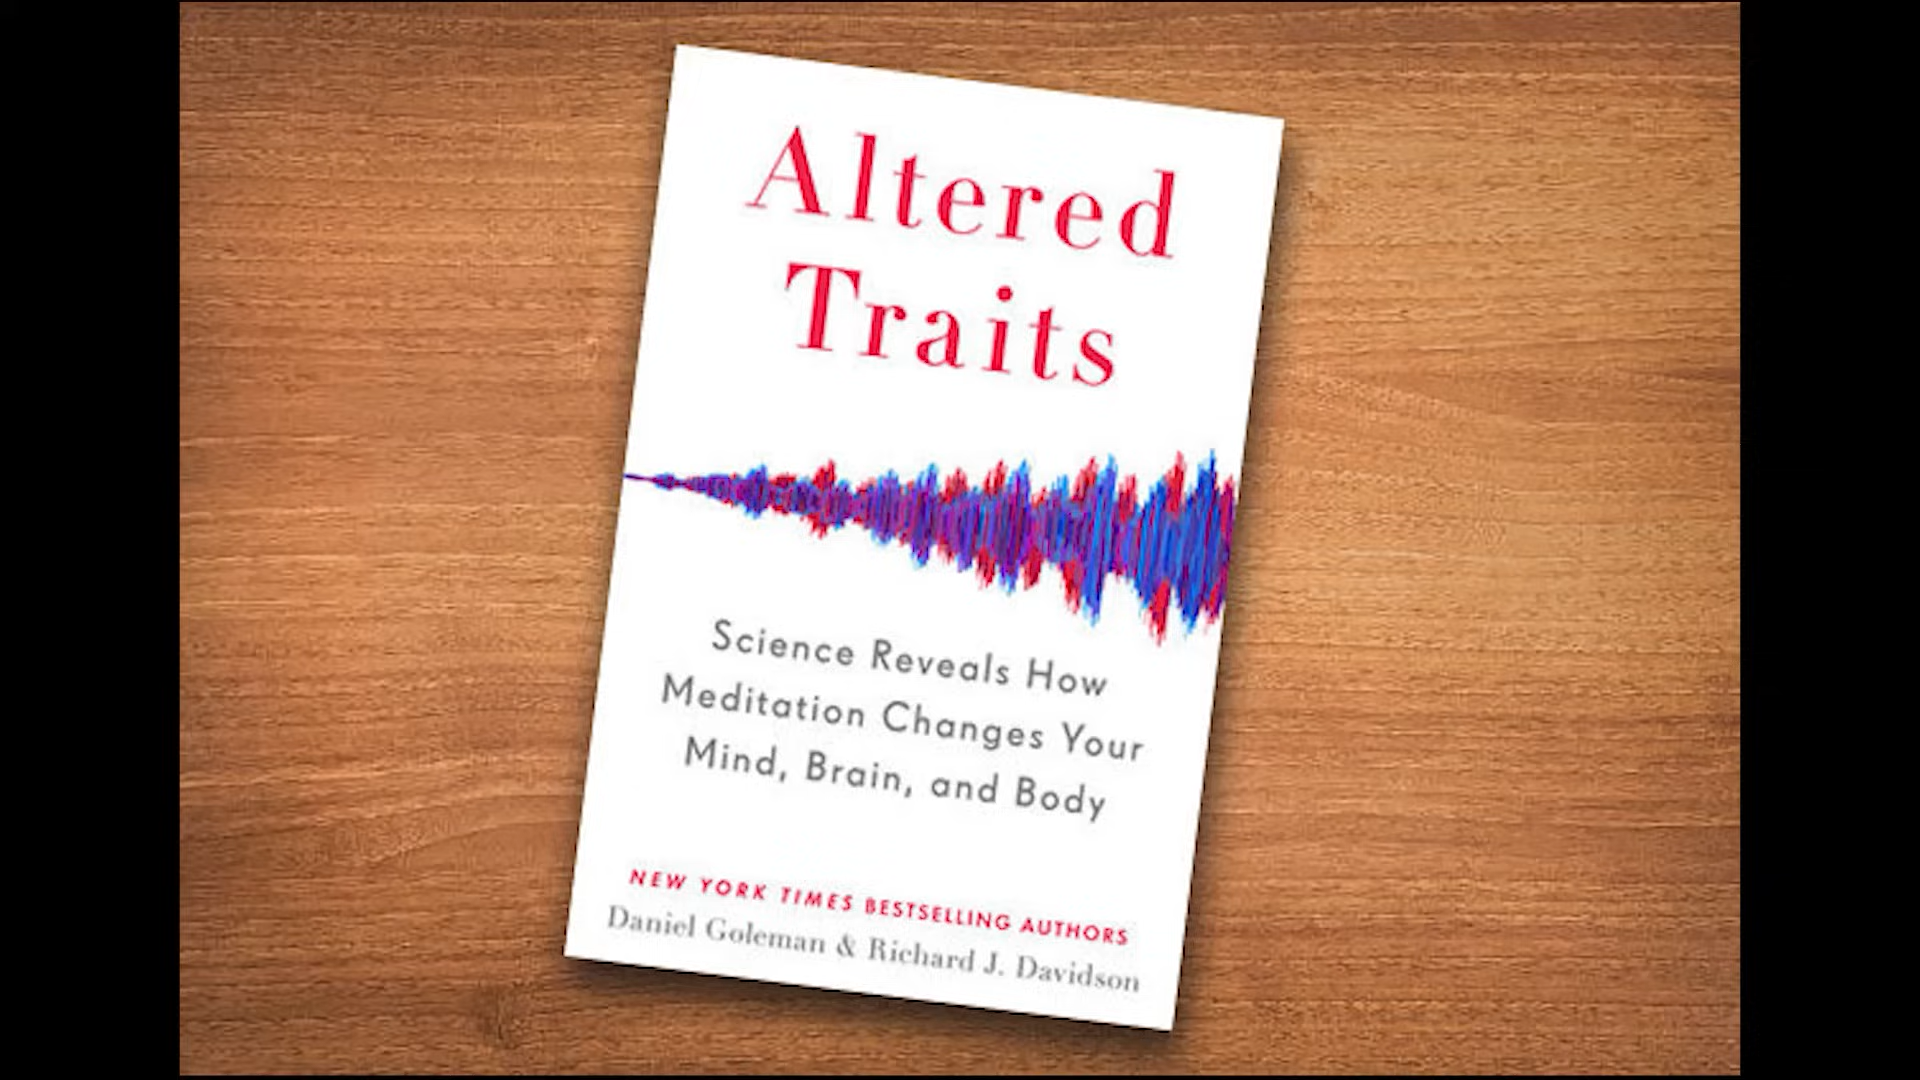 Altered
Traits
Science Reveals How
Meditation Changes Your
Mind, Brain, and Body
NEW YORK TIMES BESTSELLING AUTHORS
Daniel Goleman & Richard J. Davidson